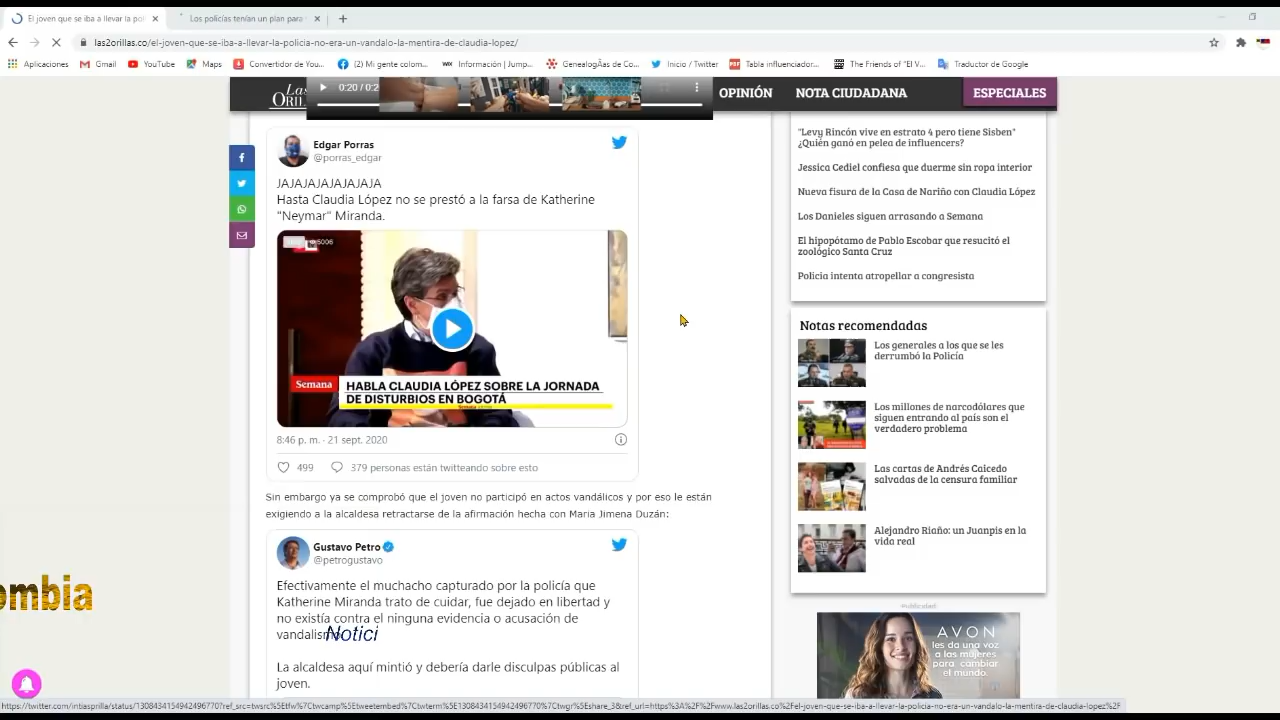 El joven que se iba a llevar la pol
Los policías tenían un plan para
las2orillas.co/el-joven-que-se-iba-a-llevar-la-policia-no-era-un-vandalo-la-mentira-de-claudia-lopez/
Aplicaciones
Gmail
YouTube
Maps
Convertidor de You...
(2) Mi gente colom...
Información | Jump...
Inicio / Twitter
Tabla influenciador...
The Friends of "El V...
Traductor de Google
Las
ORIL
0:20 / 0:2
OPINIÓN
NOTA CIUDADANA
ESPECIALES
Edgar Porras
@porras_edgar
JAJAJAJAJAJAJAJA
Hasta Claudia López no se prestó a la farsa de Katherine
"Neymar" Miranda.
5006
Semana
HABLA CLAUDIA LÓPEZ SOBRE LA JORNADA
DE DISTURBIOS EN BOGOTÁ
8:46 p. m. · 21 sept. 2020
499
379 personas están twitteando sobre esto
Sin embargo ya se comprobó que el joven no participó en actos vandálicos y por eso le están
exigiendo a la alcaldesa retractarse de la afirmación hecha con Maria Jimena Duzán:
Gustavo Petro
@petrogustavo
Efectivamente el muchacho capturado por la policía que
Katherine Miranda trato de cuidar, fue dejado en libertad y
no existía contra el ninguna evidencia o acusación de
vandalism
Notici
La alcaldesa aquí mintió y debería darle disculpas públicas al
joven.
"Levy Rincón vive en estrato 4 pero tiene Sisben"
¿Quién ganó en pelea de influencers?
Jessica Cediel confiesa que duerme sin ropa interior
Nueva fisura de la Casa de Nariño con Claudia López
Los Danieles siguen arrasando a Semana
El hipopótamo de Pablo Escobar que resucitó el
zoológico Santa Cruz
Policía intenta atropellar a congresista
Notas recomendadas
Los generales a los que se les
derrumbó la Policía
Los millones de narcodólares que
siguen entrando al país son el
verdadero problema
Las cartas de Andrés Caicedo
salvadas de la censura familiar
Alejandro Riaño: un Juanpis en la
vida real
Publicidad
AVON
les da una voz
a las mujeres
para cambiar
el mundo.
ombia